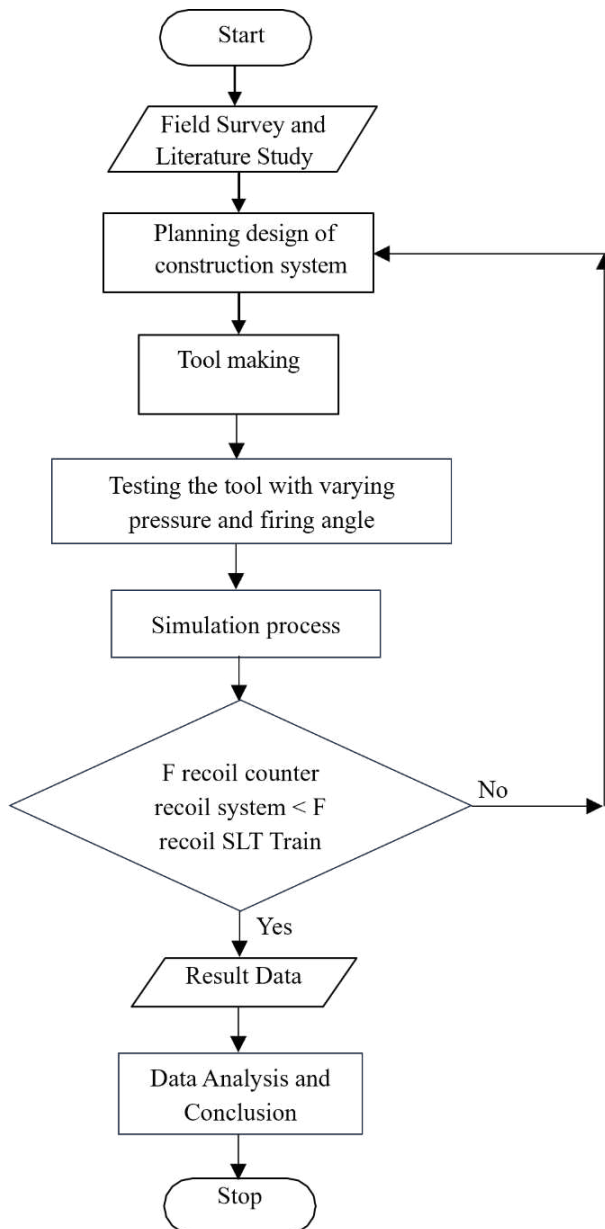 Start
Field Survey and
Literature Study
Planning design of
construction system
Tool making
Testing the tool with varying
pressure and firing angle
Simulation process
F recoil counter
recoil system < F
recoil SLT Train
No
Yes
Result Data
Data Analysis and
Conclusion
Stop